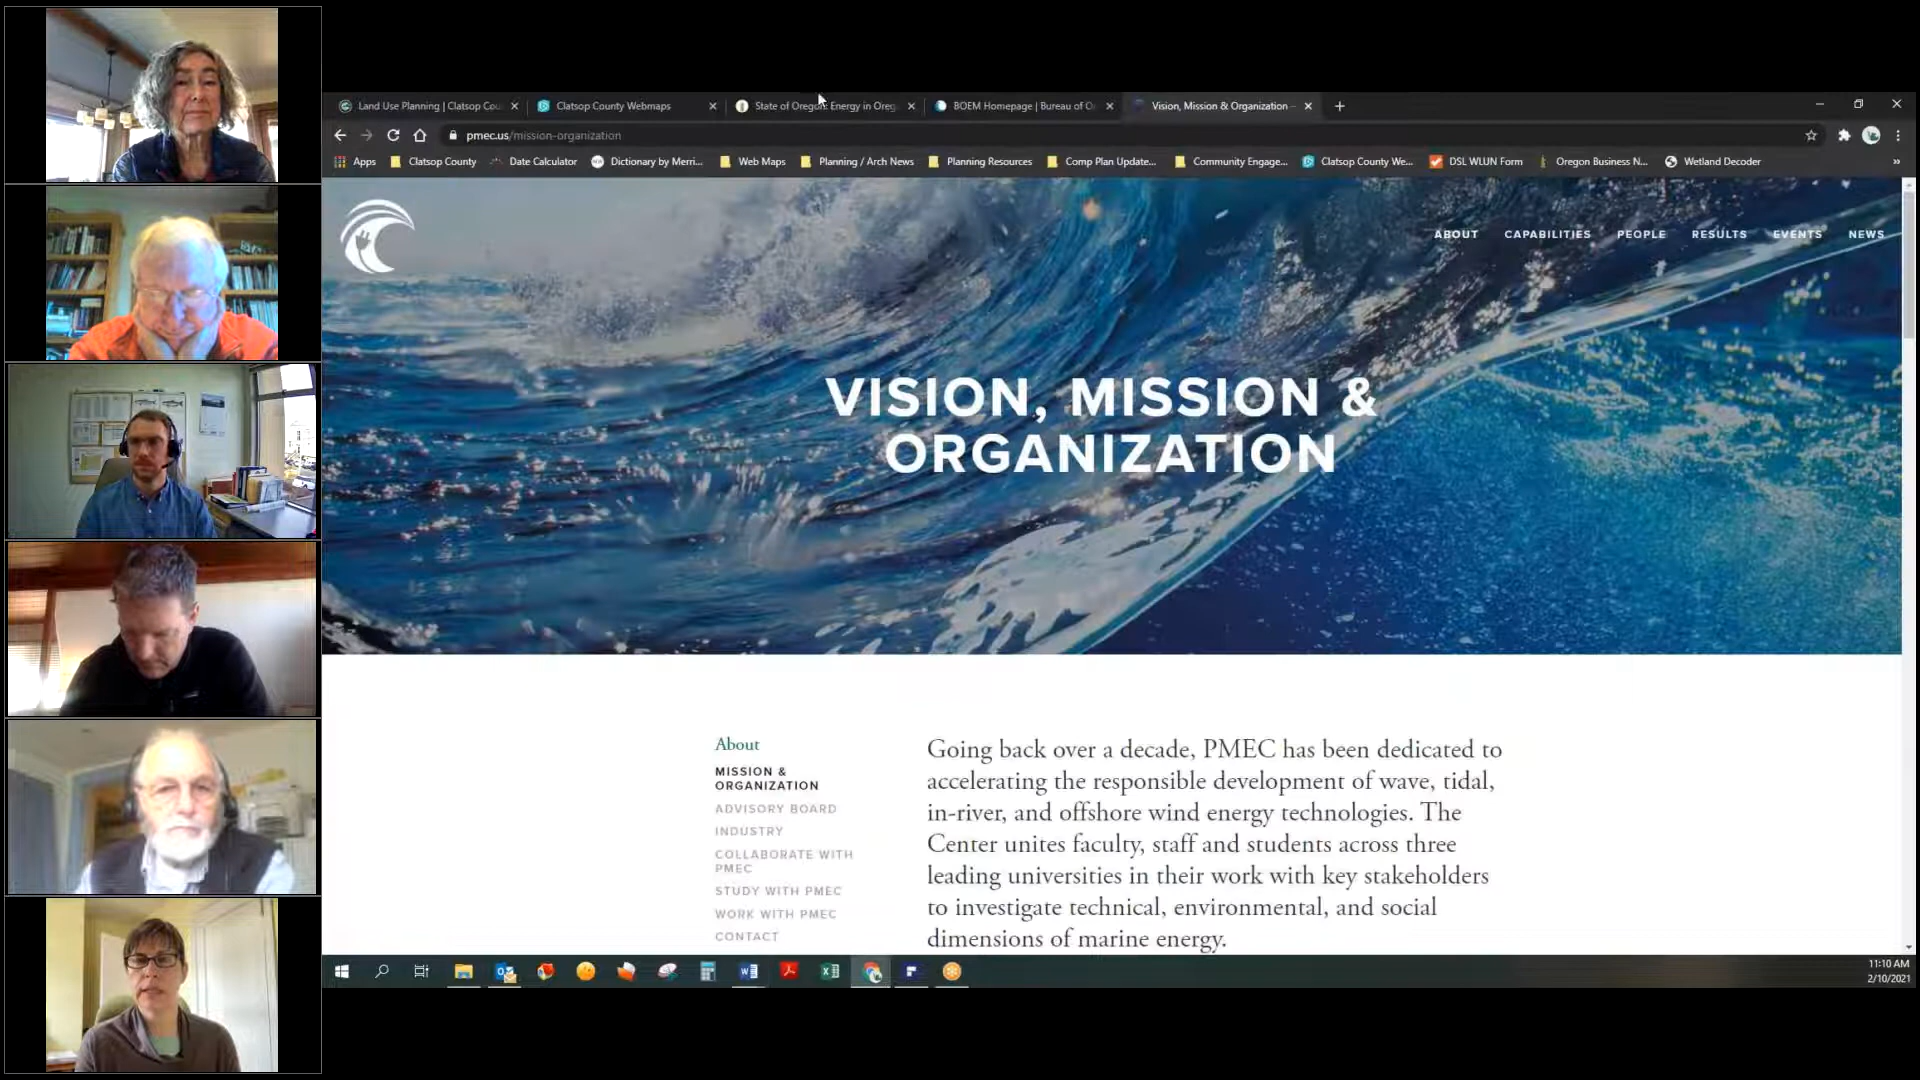 Land Use Planning | Clatsop Cou
Clatsop County Webmaps
State of Oregon: Energy in Oreg
BOEM Homepage | Bureau of O
Vision, Mission & Organization –
pmec.us/mission-organization
Apps
Clatsop County
Date Calculator
Dictionary by Merri...
Web Maps
Planning / Arch News
Planning Resources
Comp Plan Update...
Community Engage...
Clatsop County We...
DSL WLUN Form
Oregon Business N...
Wetland Decoder
»
ABOUT
CAPABILITIES
PEOPLE
RESULTS
EVENTS
NEWS
VISION, MISSION &
ORGANIZATION
About
MISSION &
ORGANIZATION
ADVISORY BOARD
INDUSTRY
COLLABORATE WITH
PMEC
STUDY WITH PMEC
WORK WITH PMEC
CONTACT
Going back over a decade, PMEC has been dedicated to
accelerating the responsible development of wave, tidal,
in-river, and offshore wind energy technologies. The
Center unites faculty, staff and students across three
leading universities in their work with key stakeholders
to investigate technical, environmental, and social
dimensions of marine energy.
11:10 AM
2/10/2021